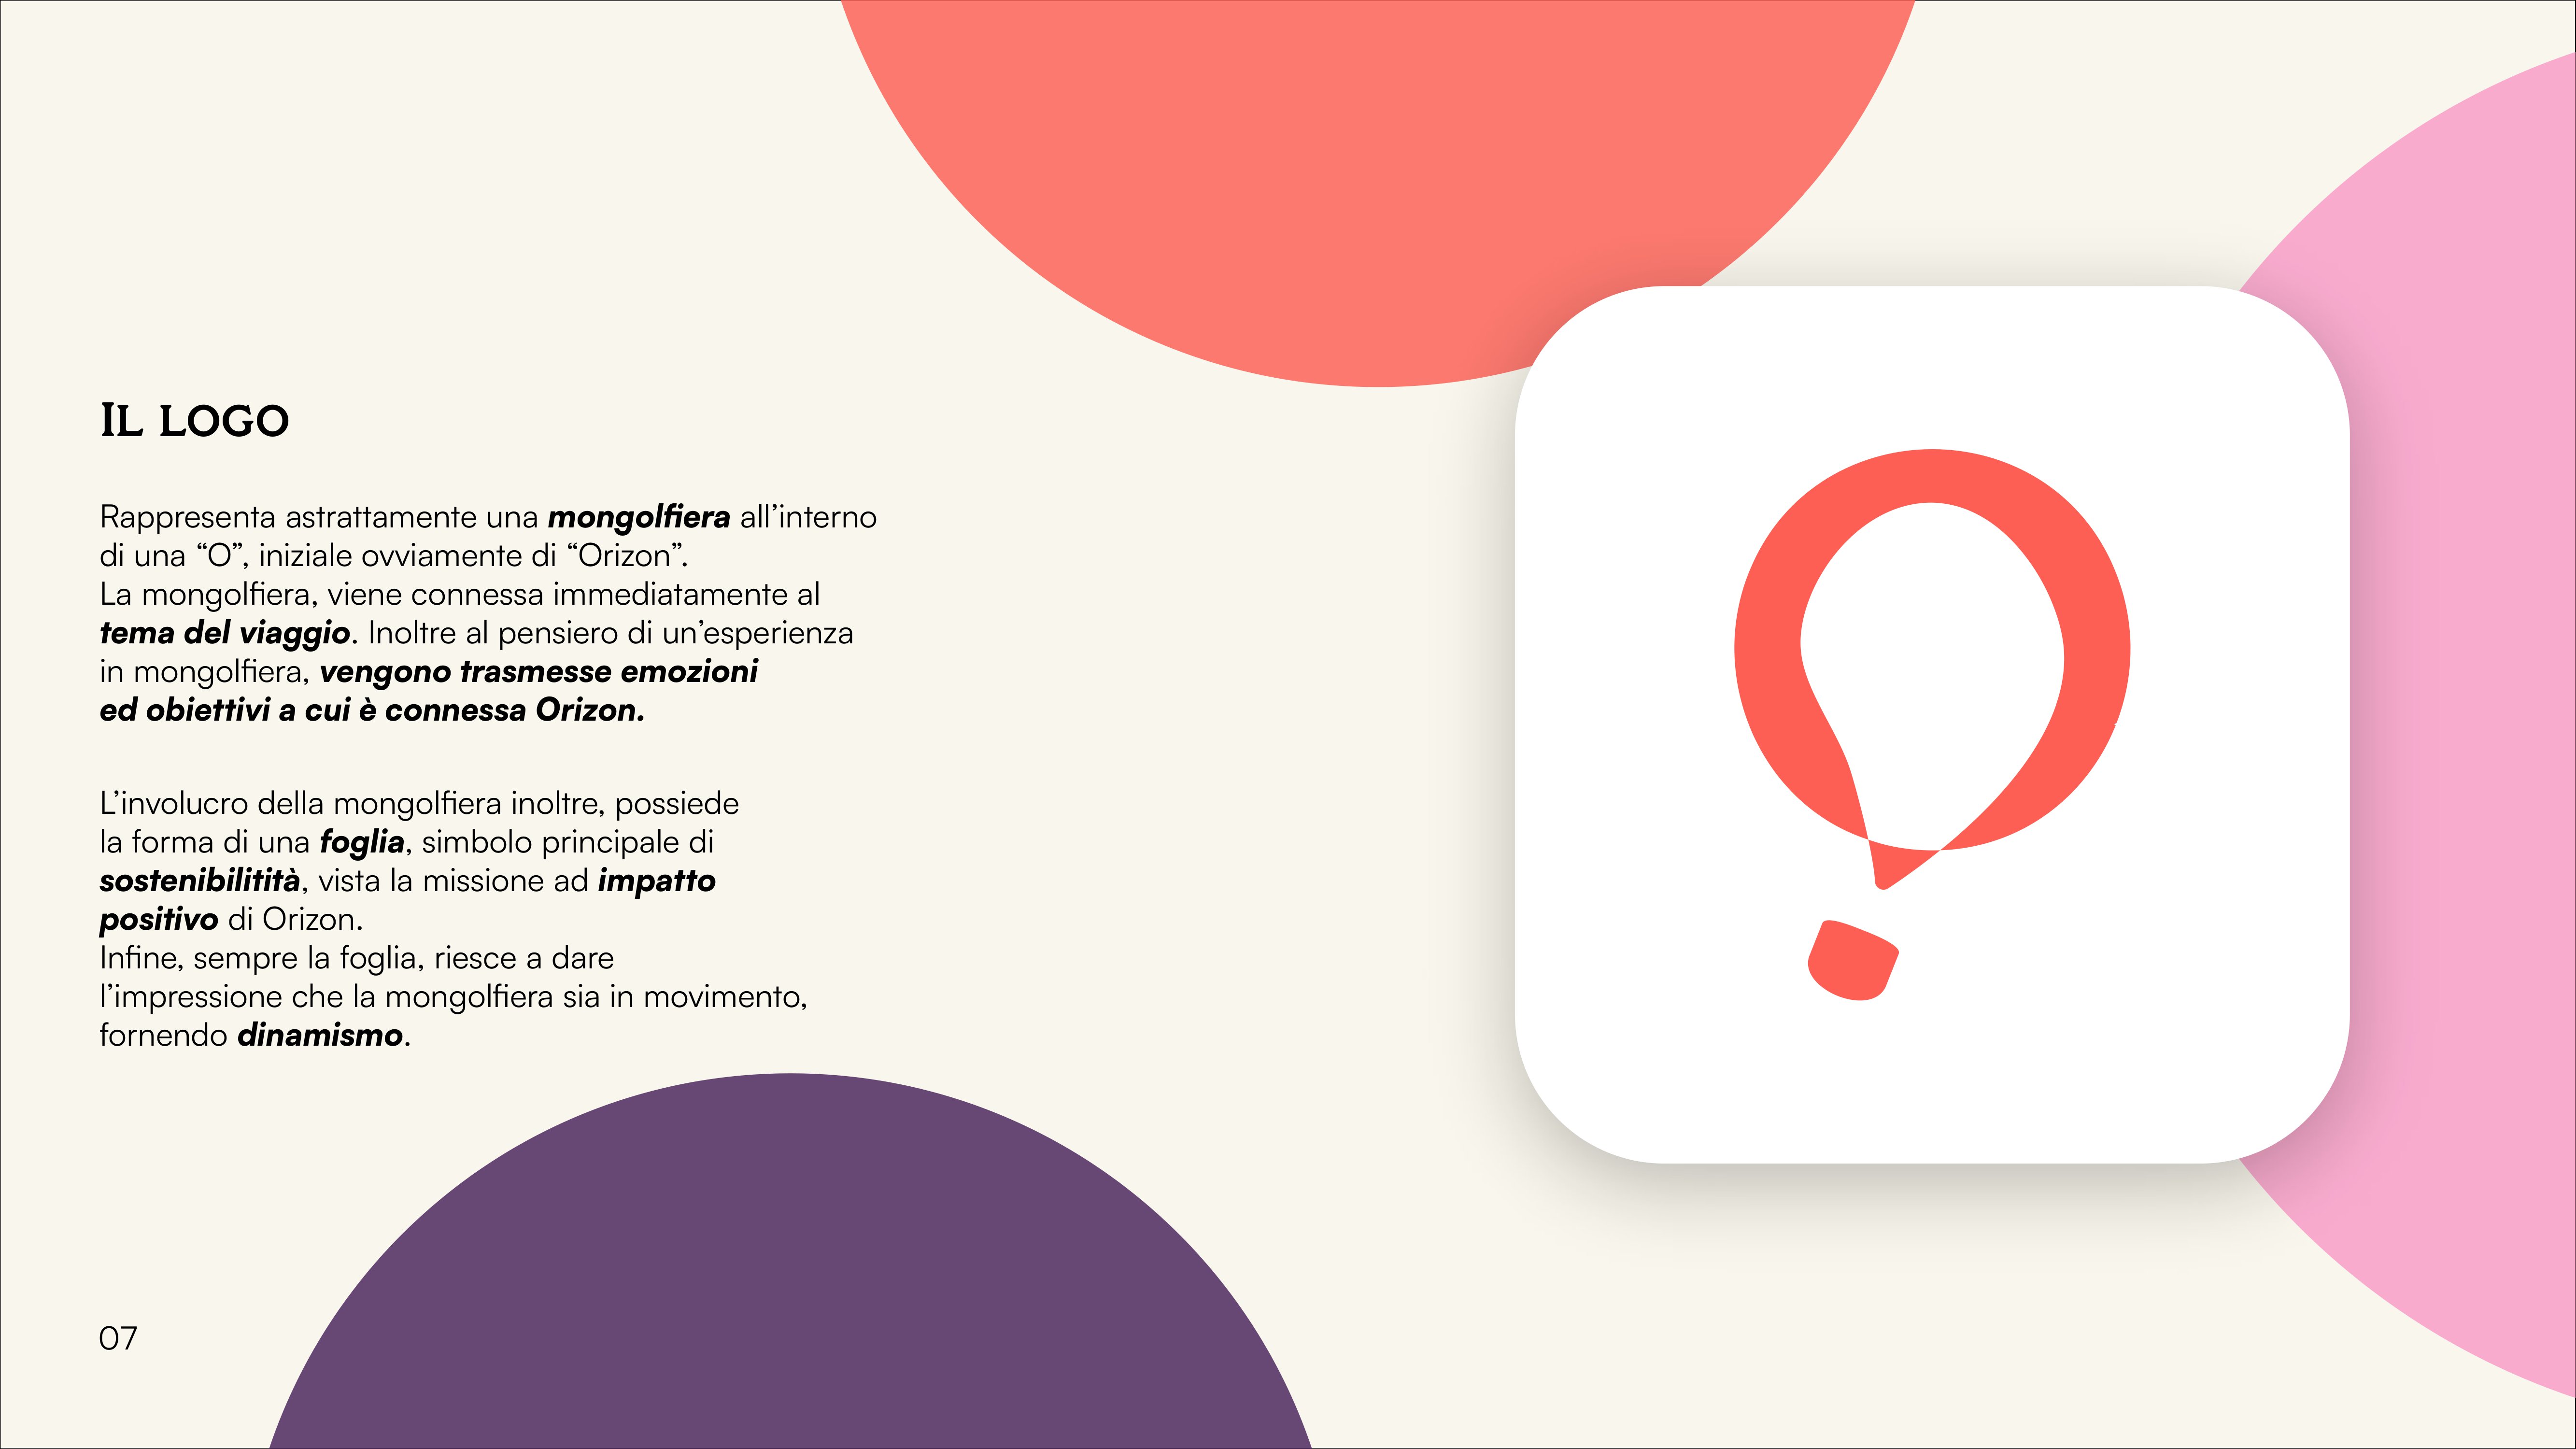 Il logo
Rappresenta astrattamente una mongolfiera all’interno
di una “O”, iniziale ovviamente di “Orizon”.
La mongolfiera, viene connessa immediatamente al
tema del viaggio. Inoltre al pensiero di un’esperienza
in mongolfiera, vengono trasmesse emozioni
ed obiettivi a cui è connessa Orizon.
L’involucro della mongolfiera inoltre, possiede
la forma di una foglia, simbolo principale di
sostenibilitità, vista la missione ad impatto
positivo di Orizon.
Infine, sempre la foglia, riesce a dare
l’impressione che la mongolfiera sia in movimento,
fornendo dinamismo.
07